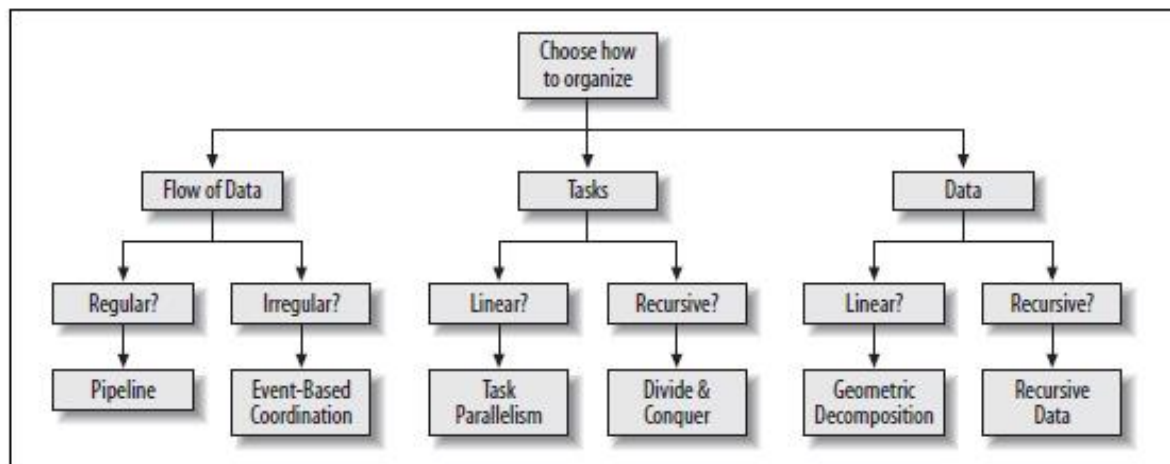 Choose how
to organize
Flow of Data
Tasks
Data
Regular?
Irregular?
Linear?
Recursive?
Linear?
Recursive?
Pipeline
Event-Based
Coordination
Task
Parallelism
Divide &
Conquer
Geometric
Decomposition
Recursive
Data